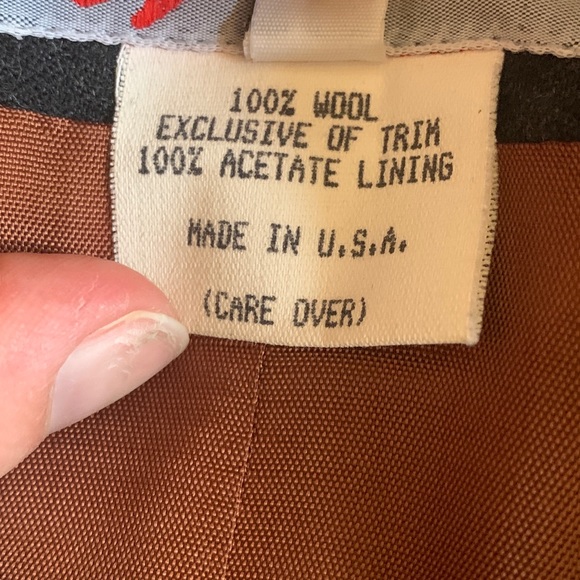 100% WOOL
EXCLUSIVE OF TRIM
100% ACETATE LINING
MADE IN U.S.A.
(CARE OVER)